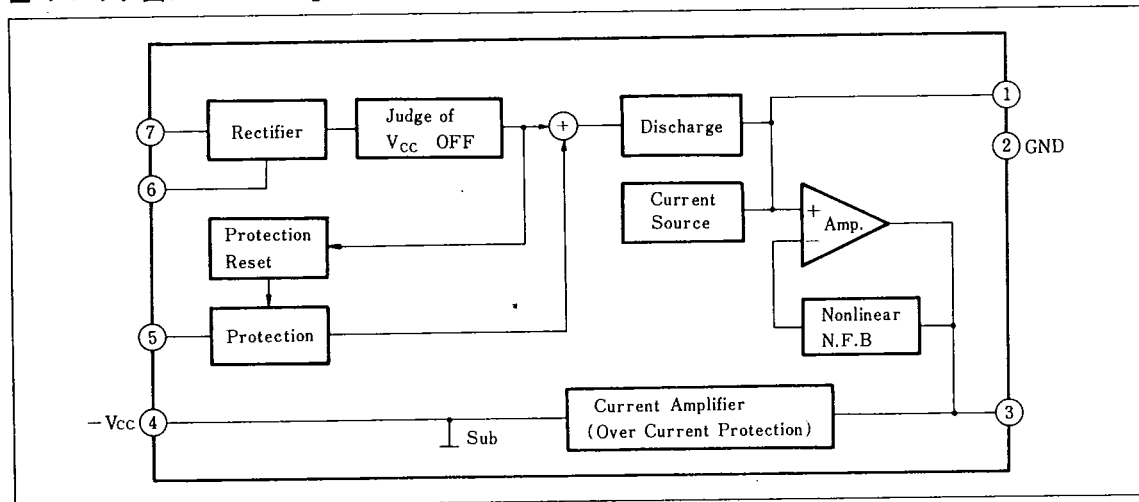 7
Rectifier
Judge of
VCC OFF
+
Discharge
1
2 GND
6
Current
Source
+
−
Amp.
Protection
Reset
5
Protection
Nonlinear
N.F.B
−VCC 4
Sub
Current Amplifier
(Over Current Protection)
3